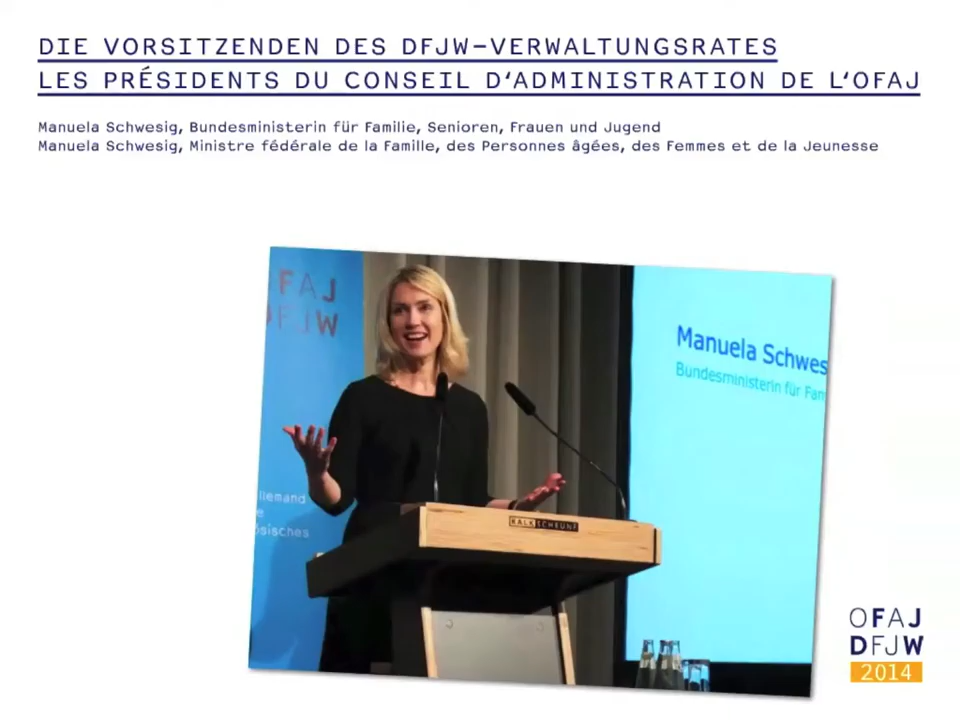 DIE VORSITZENDEN DES DFJW-VERWALTUNGSRATES
LES PRÉSIDENTS DU CONSEIL D‘ADMINISTRATION DE L‘OFAJ
Manuela Schwesig, Bundesministerin für Familie, Senioren, Frauen und Jugend
Manuela Schwesig, Ministre fédérale de la Famille, des Personnes âgées, des Femmes et de la Jeunesse
FAJ
DFJW
Manuela Schwes
Bundesministerin für Fam
llemand
e
ösisches
KALKSCHEUNE
OFAJ
DFJW
2014